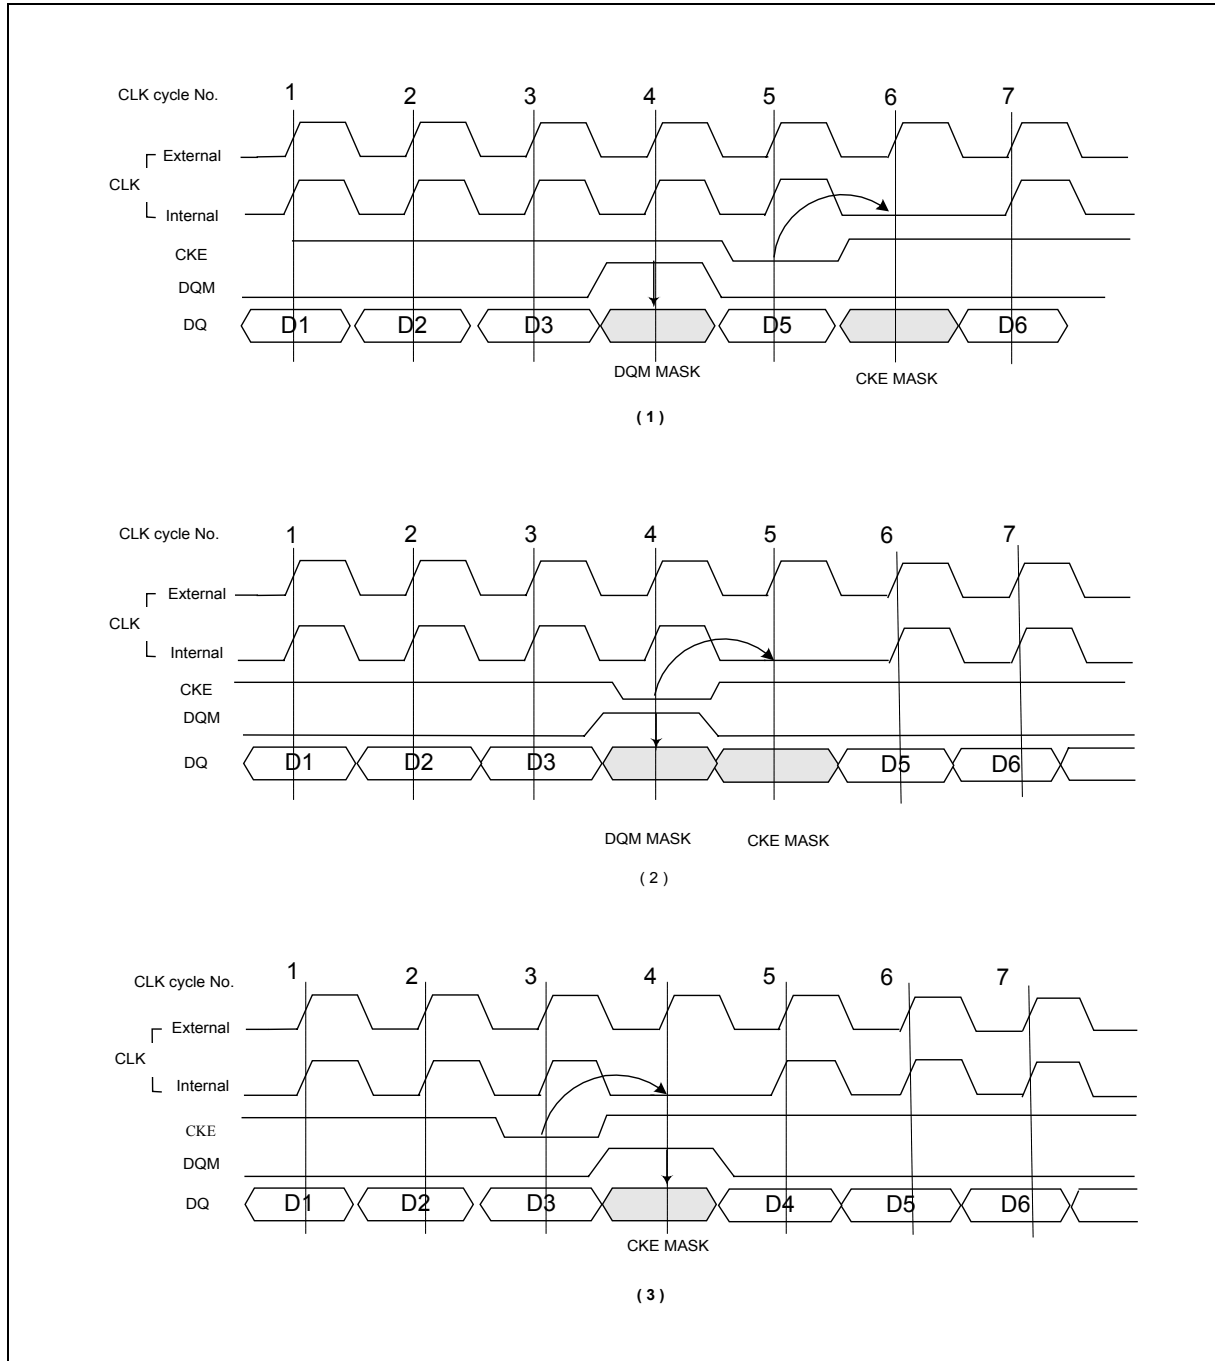 CLK cycle No. 1 2 3 4 5 6 7
External
CLK
Internal
CKE
DQM
DQ D1 D2 D3 D5 D6
DQM MASK CKE MASK
( 1 )
CLK cycle No. 1 2 3 4 5 6 7
External
CLK
Internal
CKE
DQM
DQ D1 D2 D3 D5 D6
DQM MASK CKE MASK
( 2 )
CLK cycle No. 1 2 3 4 5 6 7
External
CLK
Internal
CKE
DQM
DQ D1 D2 D3 D4 D5 D6
CKE MASK
( 3 )